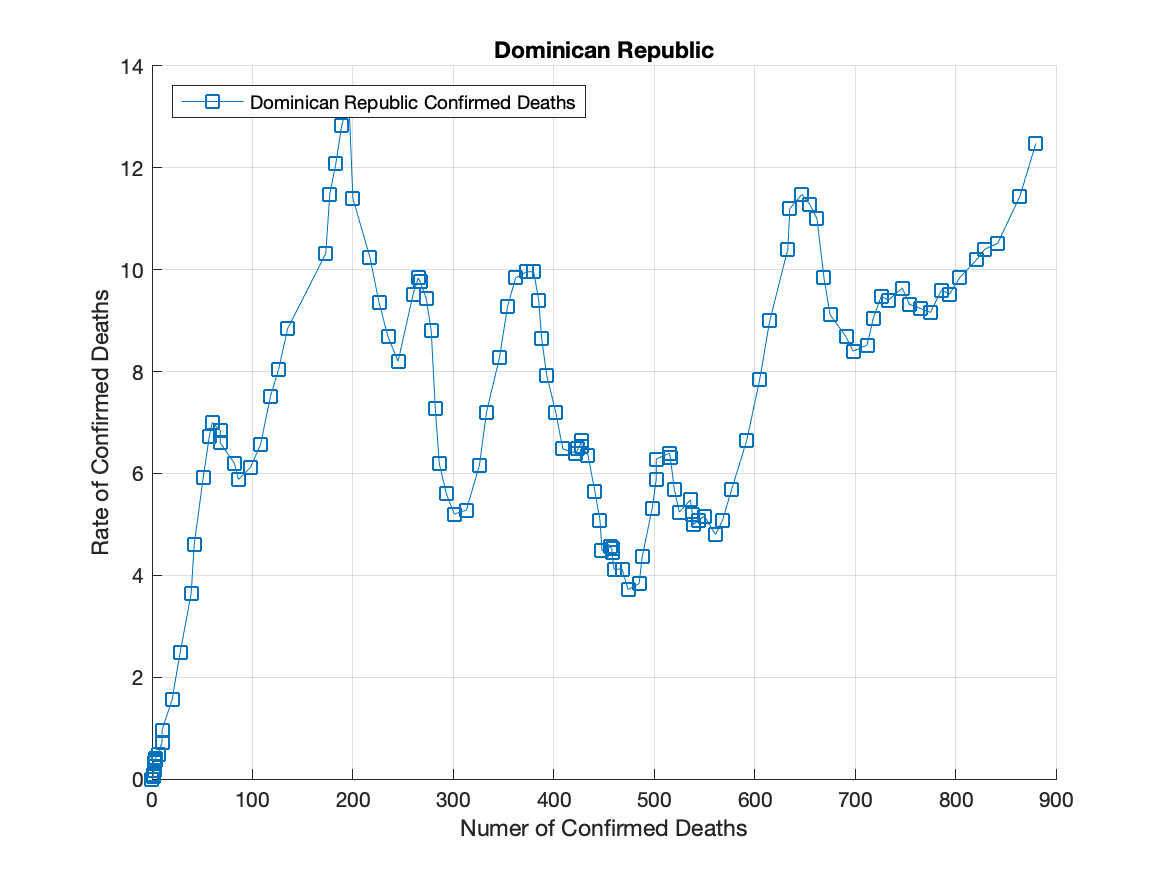 Dominican Republic
14
Dominican Republic Confirmed Deaths
12
10
8
6
4
2
0
Rate of Confirmed Deaths
0 100 200 300 400 500 600 700 800 900
Numer of Confirmed Deaths